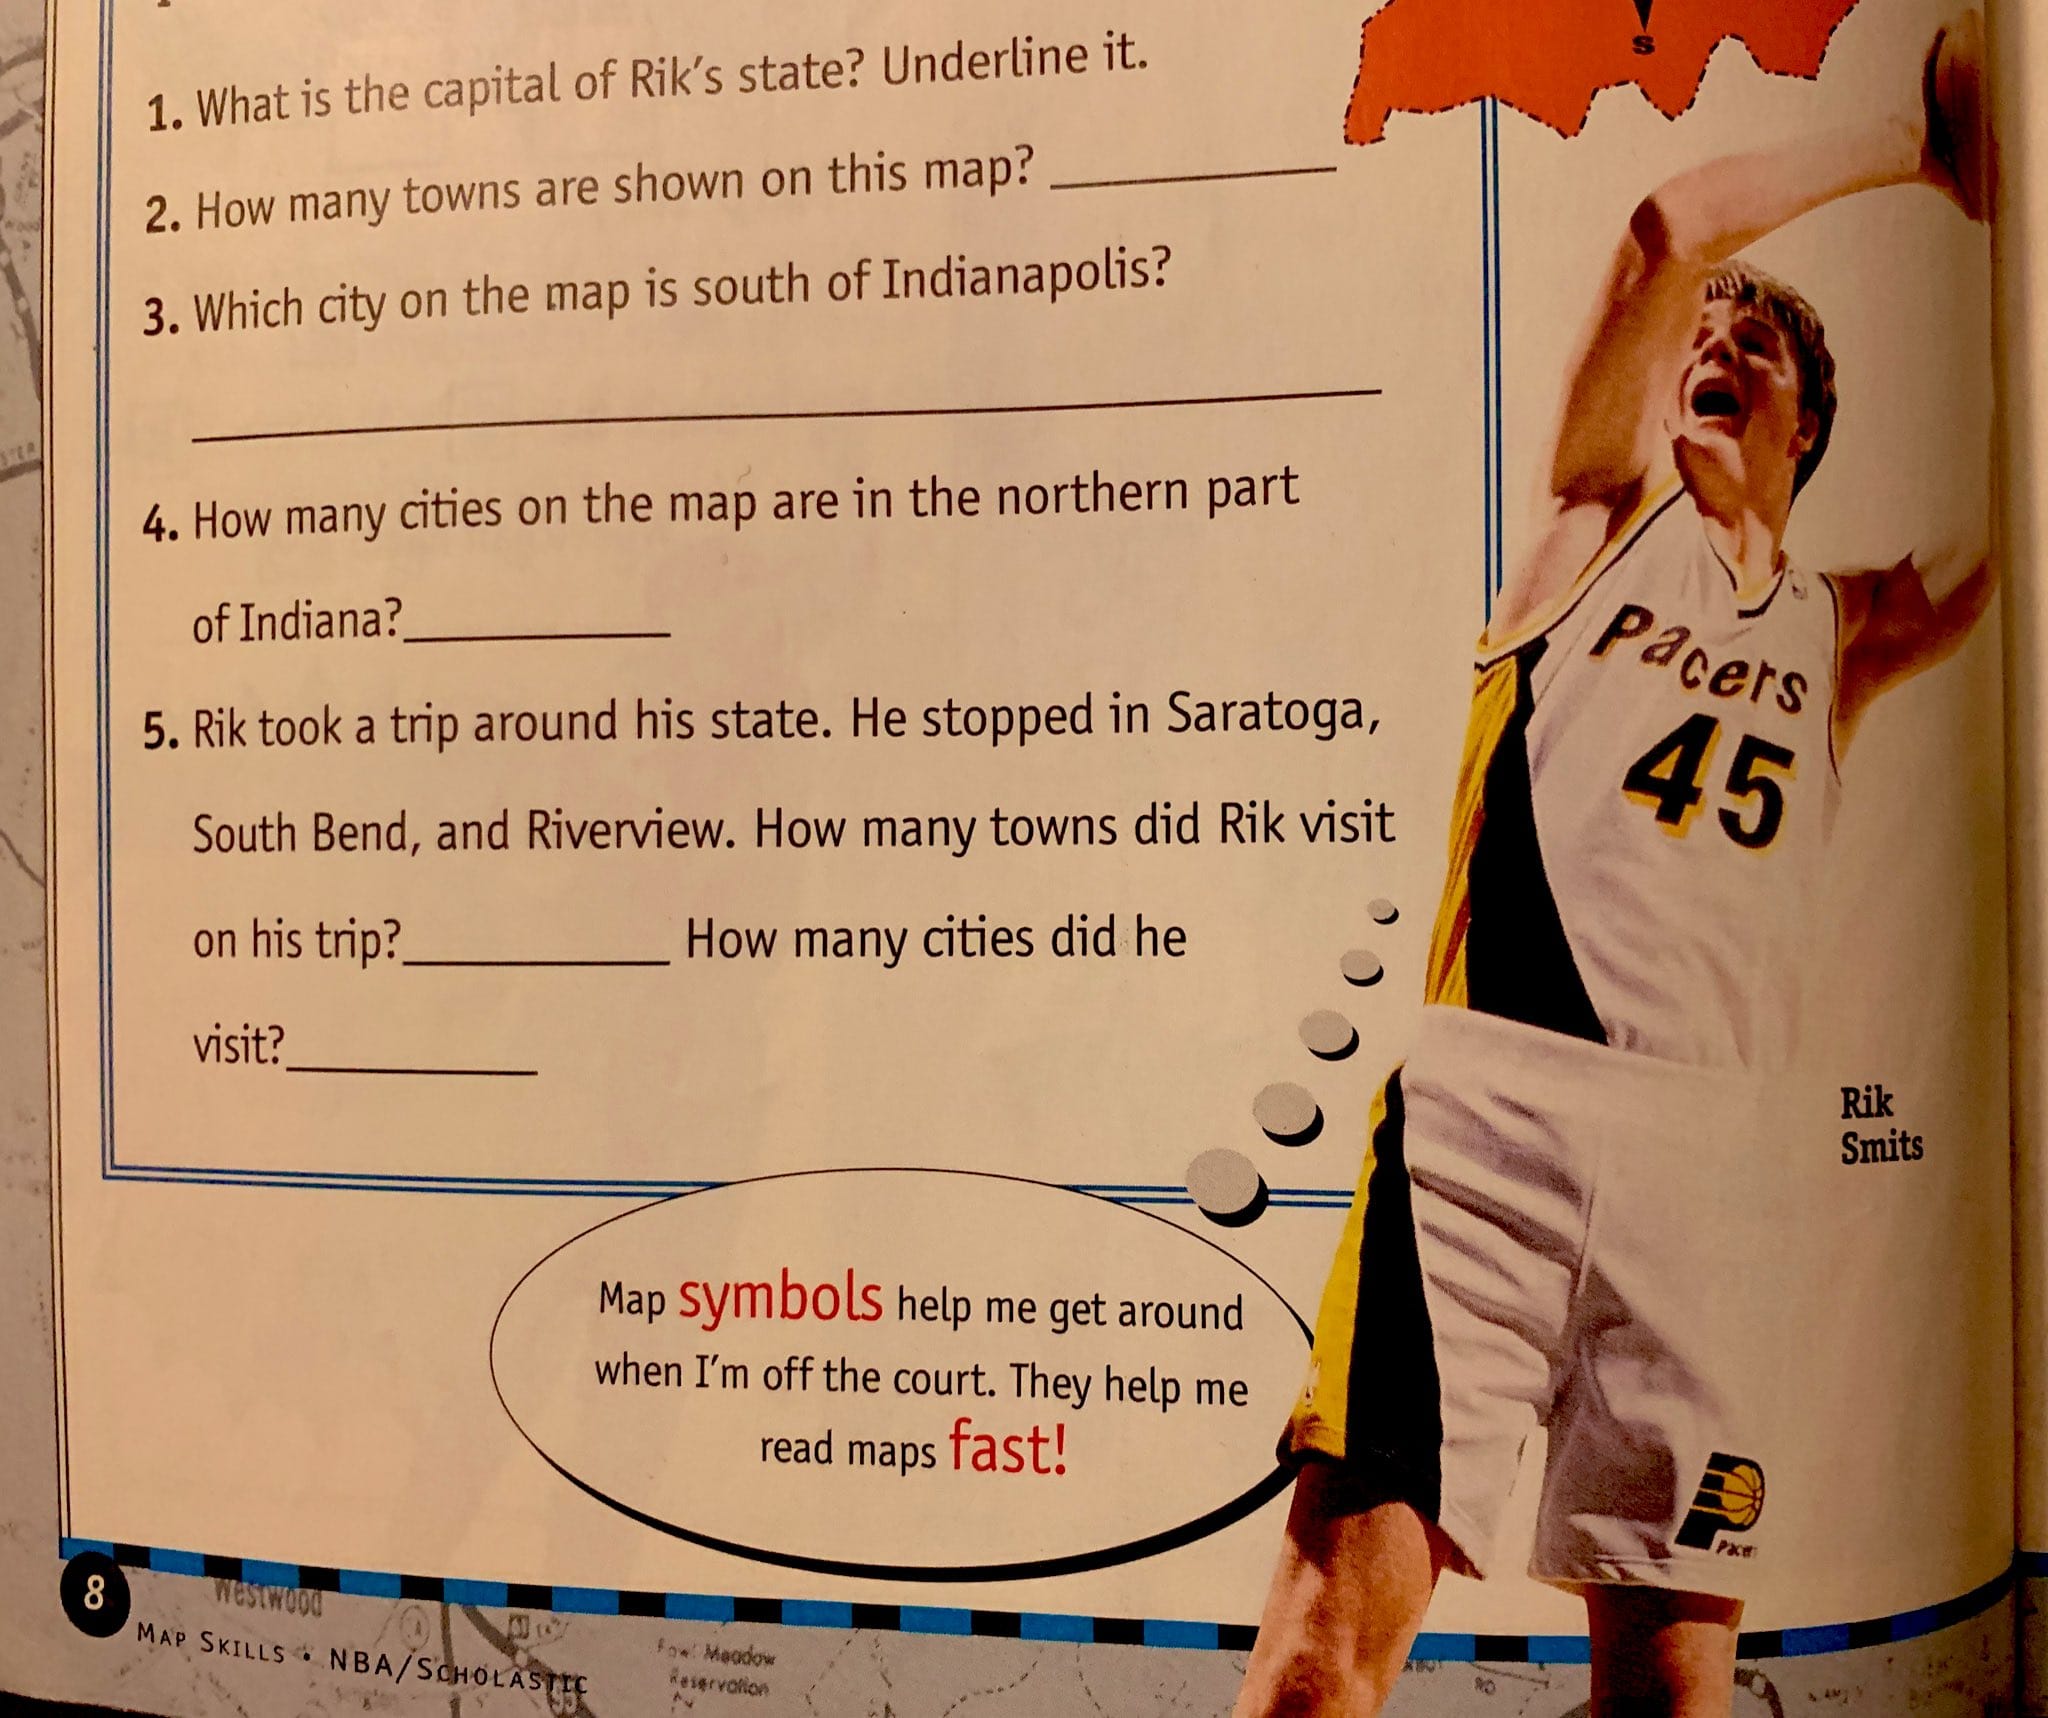 S
1. What is the capital of Rik's state? Underline it.
2. How many towns are shown on this map? ____________
3. Which city on the map is south of Indianapolis?
4. How many cities on the map are in the northern part
of Indiana?____________
5. Rik took a trip around his state. He stopped in Saratoga,
South Bend, and Riverview. How many towns did Rik visit
on his trip?____________ How many cities did he
visit?____________
Pacers
45
Rik
Smits
Map symbols help me get around
when I'm off the court. They help me
read maps fast!
8
Westwood
MAP SKILLS • NBA/SCHOLASTIC
Meadow
Reservation